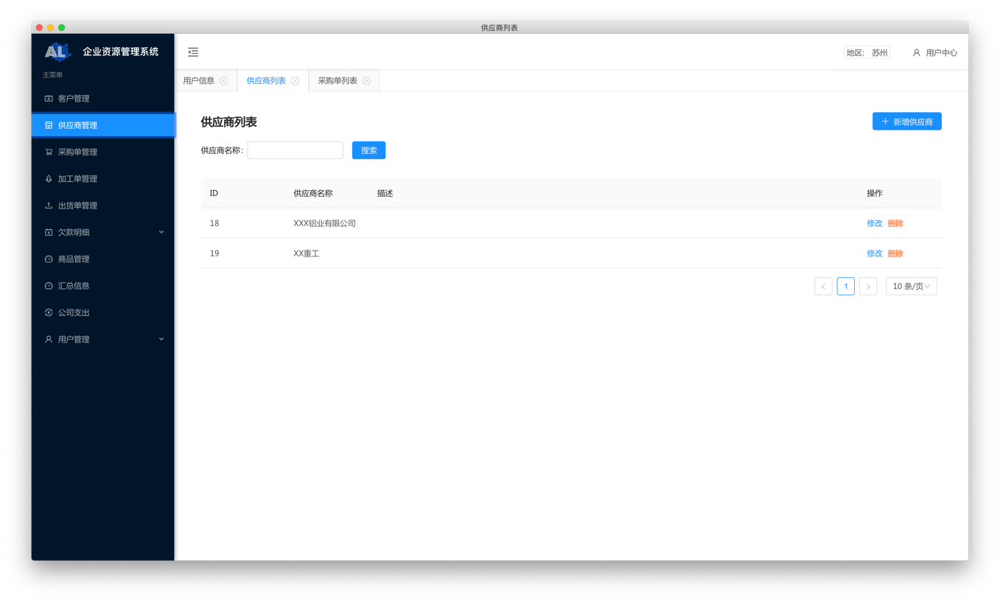 供应商列表
AL 企业资源管理系统
地区: 苏州 用户中心
主菜单
客户管理
供应商管理
采购单管理
加工单管理
出货单管理
欠款明细
商品管理
汇总信息
公司支出
用户管理
用户信息 供应商列表 采购单列表
供应商列表
新增供应商
供应商名称: 搜索
ID 供应商名称 描述 操作
18 XXX铝业有限公司 修改 删除
19 XX重工 修改 删除
< 1 > 10 条/页